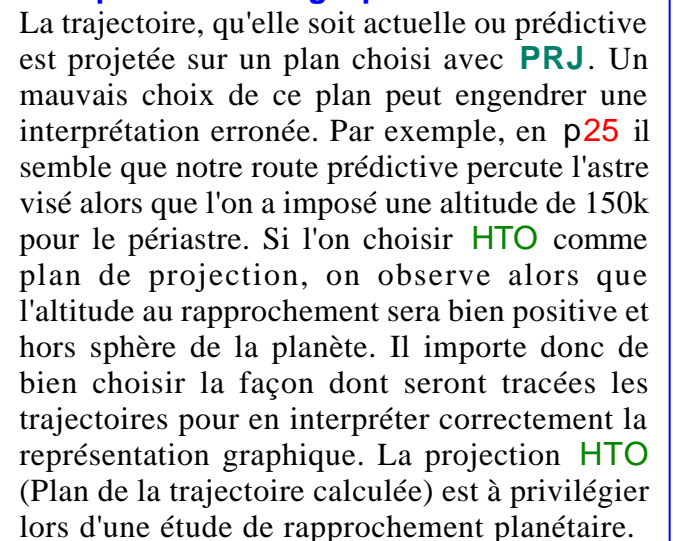 La trajectoire, qu'elle soit actuelle ou prédictive
est projetée sur un plan choisi avec PRJ. Un
mauvais choix de ce plan peut engendrer une
interprétation erronée. Par exemple, en p25 il
semble que notre route prédictive percute l'astre
visé alors que l'on a imposé une altitude de 150k
pour le périastre. Si l'on choisir HTO comme
plan de projection, on observe alors que
l'altitude au rapprochement sera bien positive et
hors sphère de la planète. Il importe donc de
bien choisir la façon dont seront tracées les
trajectoires pour en interpréter correctement la
représentation graphique. La projection HTO
(Plan de la trajectoire calculée) est à privilégier
lors d'une étude de rapprochement planétaire.